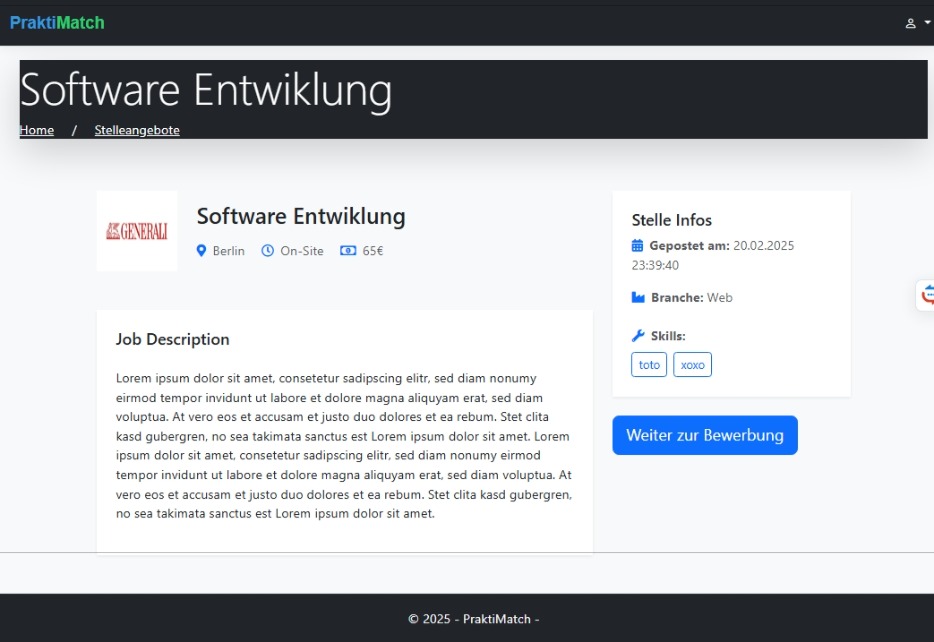 PraktiMatch
Software Entwiklung
Home / Stelleangebote
GENERALI
Software Entwiklung
Berlin On-Site 65€
Job Description
Lorem ipsum dolor sit amet, consetetur sadipscing elitr, sed diam nonumy
eirmod tempor invidunt ut labore et dolore magna aliquyam erat, sed diam
voluptua. At vero eos et accusam et justo duo dolores et ea rebum. Stet clita
kasd gubergren, no sea takimata sanctus est Lorem ipsum dolor sit amet. Lorem
ipsum dolor sit amet, consetetur sadipscing elitr, sed diam nonumy eirmod
tempor invidunt ut labore et dolore magna aliquyam erat, sed diam voluptua. At
vero eos et accusam et justo duo dolores et ea rebum. Stet clita kasd gubergren,
no sea takimata sanctus est Lorem ipsum dolor sit amet.
Stelle Infos
Gepostet am: 20.02.2025
23:39:40
Branche: Web
Skills:
toto xoxo
Weiter zur Bewerbung
© 2025 - PraktiMatch -